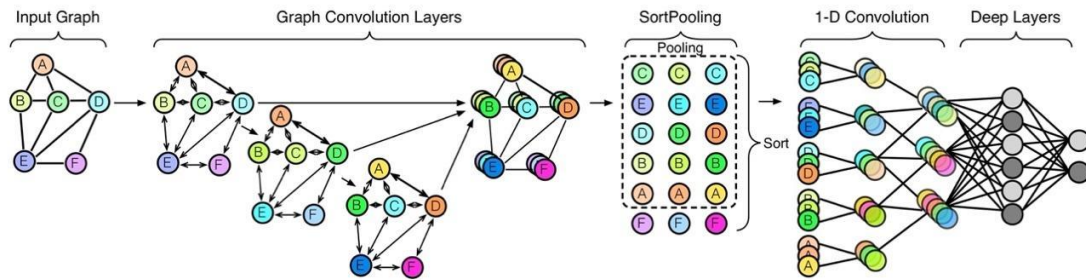 Input Graph
Graph Convolution Layers
SortPooling
1-D Convolution
Deep Layers
Pooling
A
B C D
E F
A
B C D
E F
A
B C D
E F
A
B C D
E F
A
B C D
E F
C C C
E E E
D D D
B B B
A A A
F F F
Sort
C
C
C
E
E
E
D
D
D
B
B
B
A
A
A